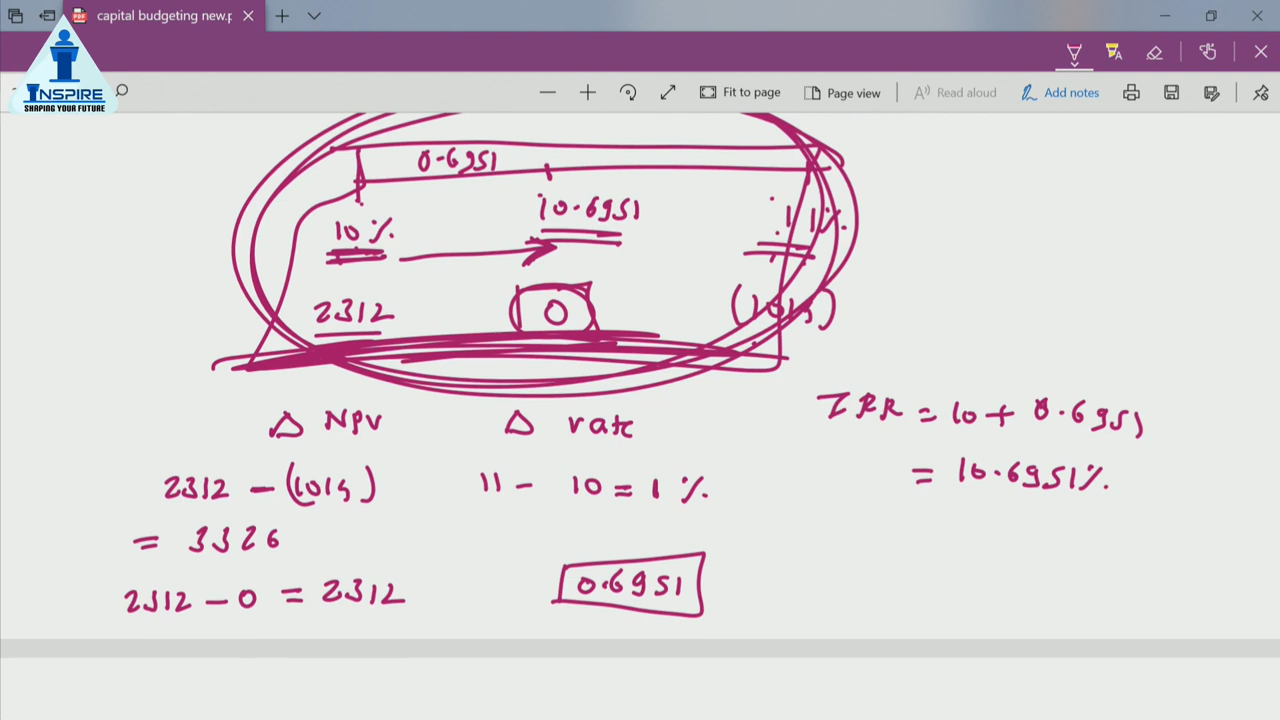 capital budgeting new.p
INSPIRE
SHAPING YOUR FUTURE
Fit to page
Page view
Read aloud
Add notes
0.6951
10% 10.6951 11%
2312 0 (1014)
Δ NPV Δ rate
IRR = 10 + 0.6951
= 10.6951%
2312 - (1014) 11 - 10 = 1 %
= 3326
2312 - 0 = 2312 0.6951